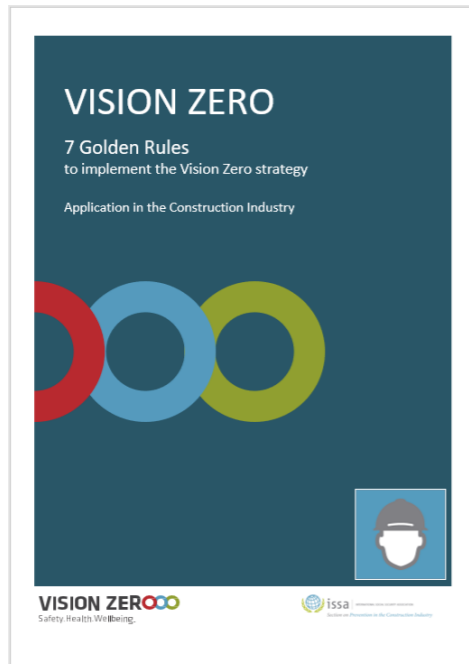 VISION ZERO
7 Golden Rules
to implement the Vision Zero strategy
Application in the Construction Industry
VISION ZERO
Safety.Health.Wellbeing.
issa
Section on Prevention in the Construction Industry